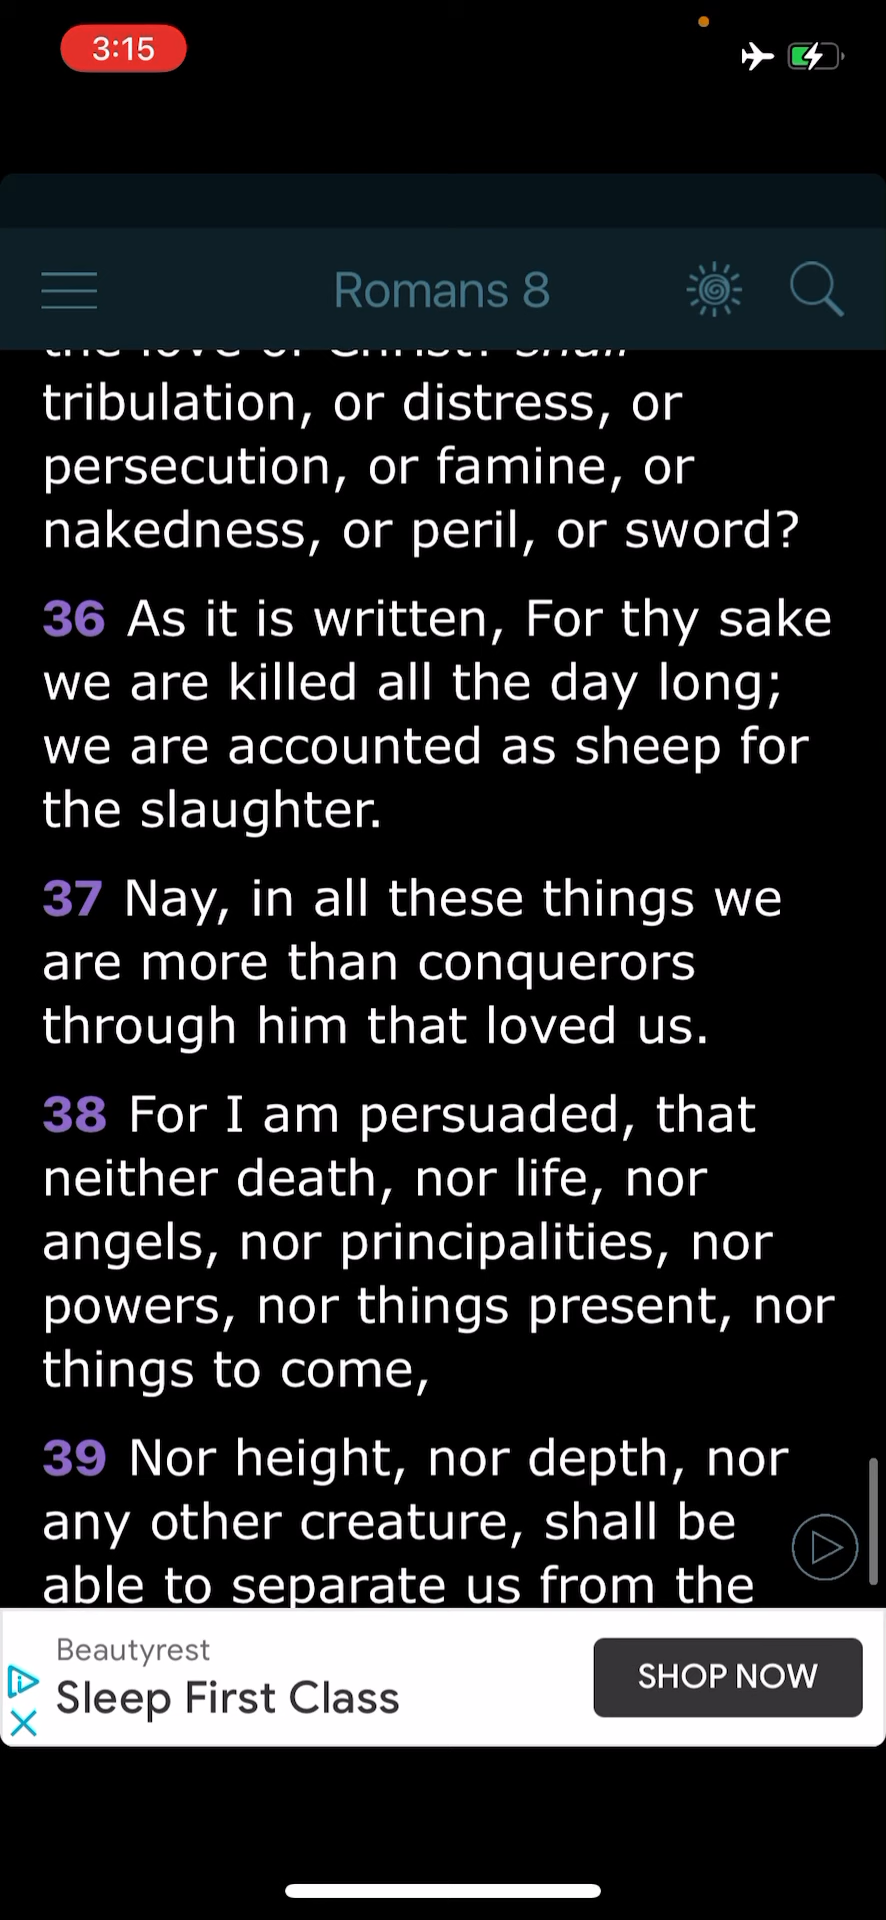 3:15
Romans 8
the love of Christ? shall
tribulation, or distress, or
persecution, or famine, or
nakedness, or peril, or sword?
36 As it is written, For thy sake
we are killed all the day long;
we are accounted as sheep for
the slaughter.
37 Nay, in all these things we
are more than conquerors
through him that loved us.
38 For I am persuaded, that
neither death, nor life, nor
angels, nor principalities, nor
powers, nor things present, nor
things to come,
39 Nor height, nor depth, nor
any other creature, shall be
able to separate us from the
Beautyrest
Sleep First Class
SHOP NOW